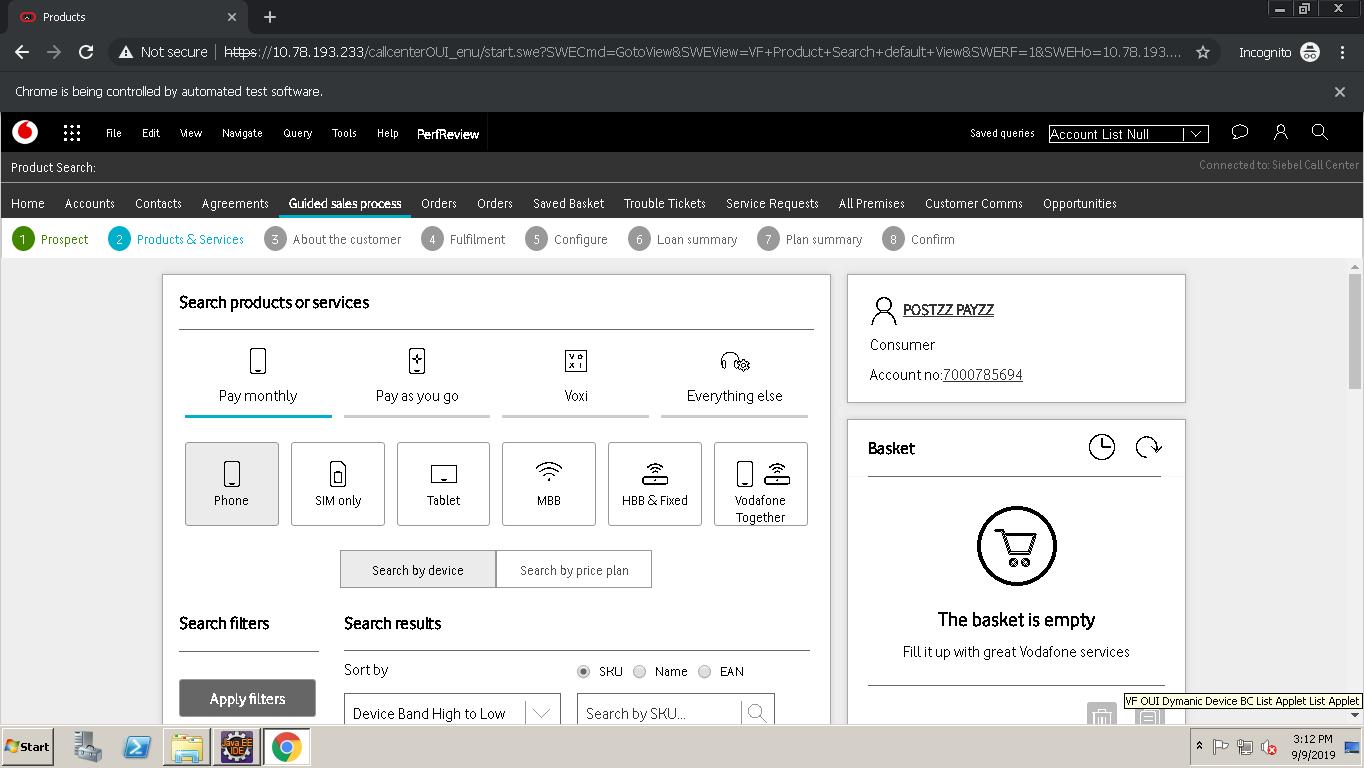 Products
Not secure https://10.78.193.233/callcenterOUI_enu/start.swe?SWECmd=GotoView&SWEView=VF+Product+Search+default+View&SWERF=1&SWEHo=10.78.193.... Incognito
Chrome is being controlled by automated test software.
File Edit View Navigate Query Tools Help PerfReview Saved queries Account List Null
Product Search: Connected to: Siebel Call Center
Home Accounts Contacts Agreements Guided sales process Orders Orders Saved Basket Trouble Tickets Service Requests All Premises Customer Comms Opportunities
1 Prospect 2 Products & Services 3 About the customer 4 Fulfilment 5 Configure 6 Loan summary 7 Plan summary 8 Confirm
Search products or services
Pay monthly Pay as you go Voxi Everything else
Phone SIM only Tablet MBB HBB & Fixed Vodafone Together
Search by device Search by price plan
Search filters
Apply filters
Search results
Sort by SKU Name EAN
Device Band High to Low Search by SKU...
POSTZZ PAYZZ
Consumer
Account no:7000785694
Basket
The basket is empty
Fill it up with great Vodafone services
VF OUI Dymanic Device BC List Applet List Applet
Start Java EE IDE 3:12 PM
9/9/2019